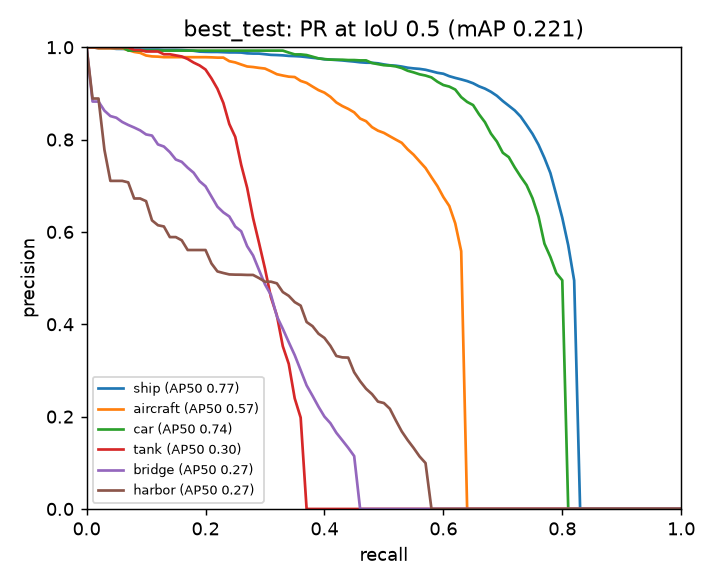 best_test: PR at IoU 0.5 (mAP 0.221)
1.0
0.8
0.6
0.4
0.2
0.0
precision
ship (AP50 0.77)
aircraft (AP50 0.57)
car (AP50 0.74)
tank (AP50 0.30)
bridge (AP50 0.27)
harbor (AP50 0.27)
0.0 0.2 0.4 0.6 0.8 1.0
recall